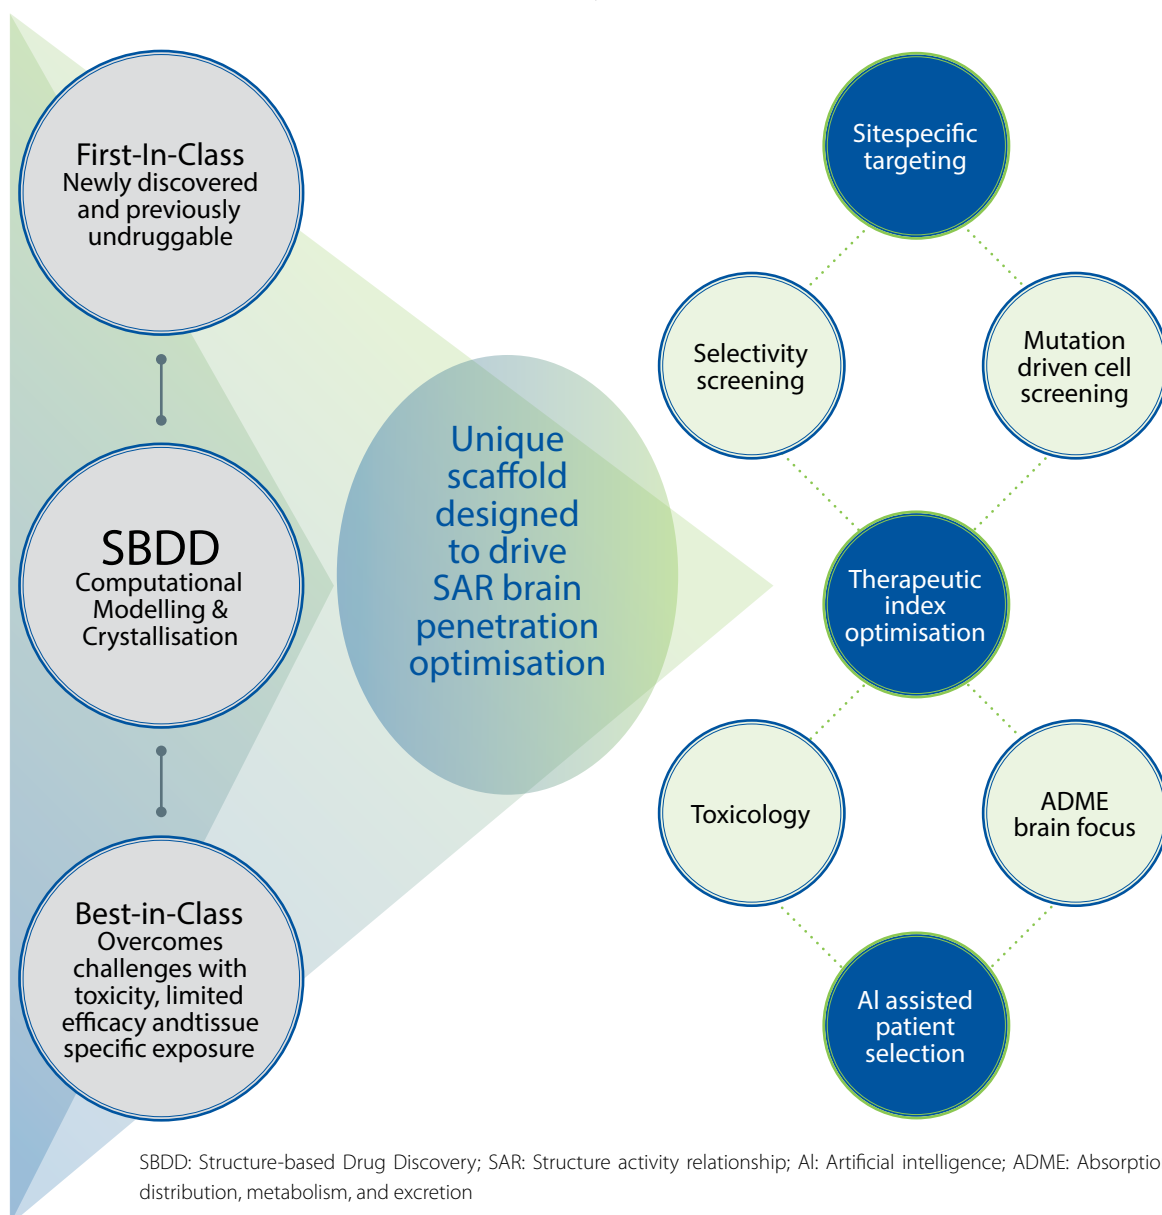 First-In-Class
Newly discovered
and previously
undruggable
SBDD
Computational
Modelling &
Crystallisation
Best-in-Class
Overcomes
challenges with
toxicity, limited
efficacy andtissue
specific exposure
Unique
scaffold
designed
to drive
SAR brain
penetration
optimisation
Sitespecific
targeting
Selectivity
screening
Mutation
driven cell
screening
Therapeutic
index
optimisation
Toxicology
ADME
brain focus
AI assisted
patient
selection
SBDD: Structure-based Drug Discovery; SAR: Structure activity relationship; AI: Artificial intelligence; ADME: Absorptio
distribution, metabolism, and excretion